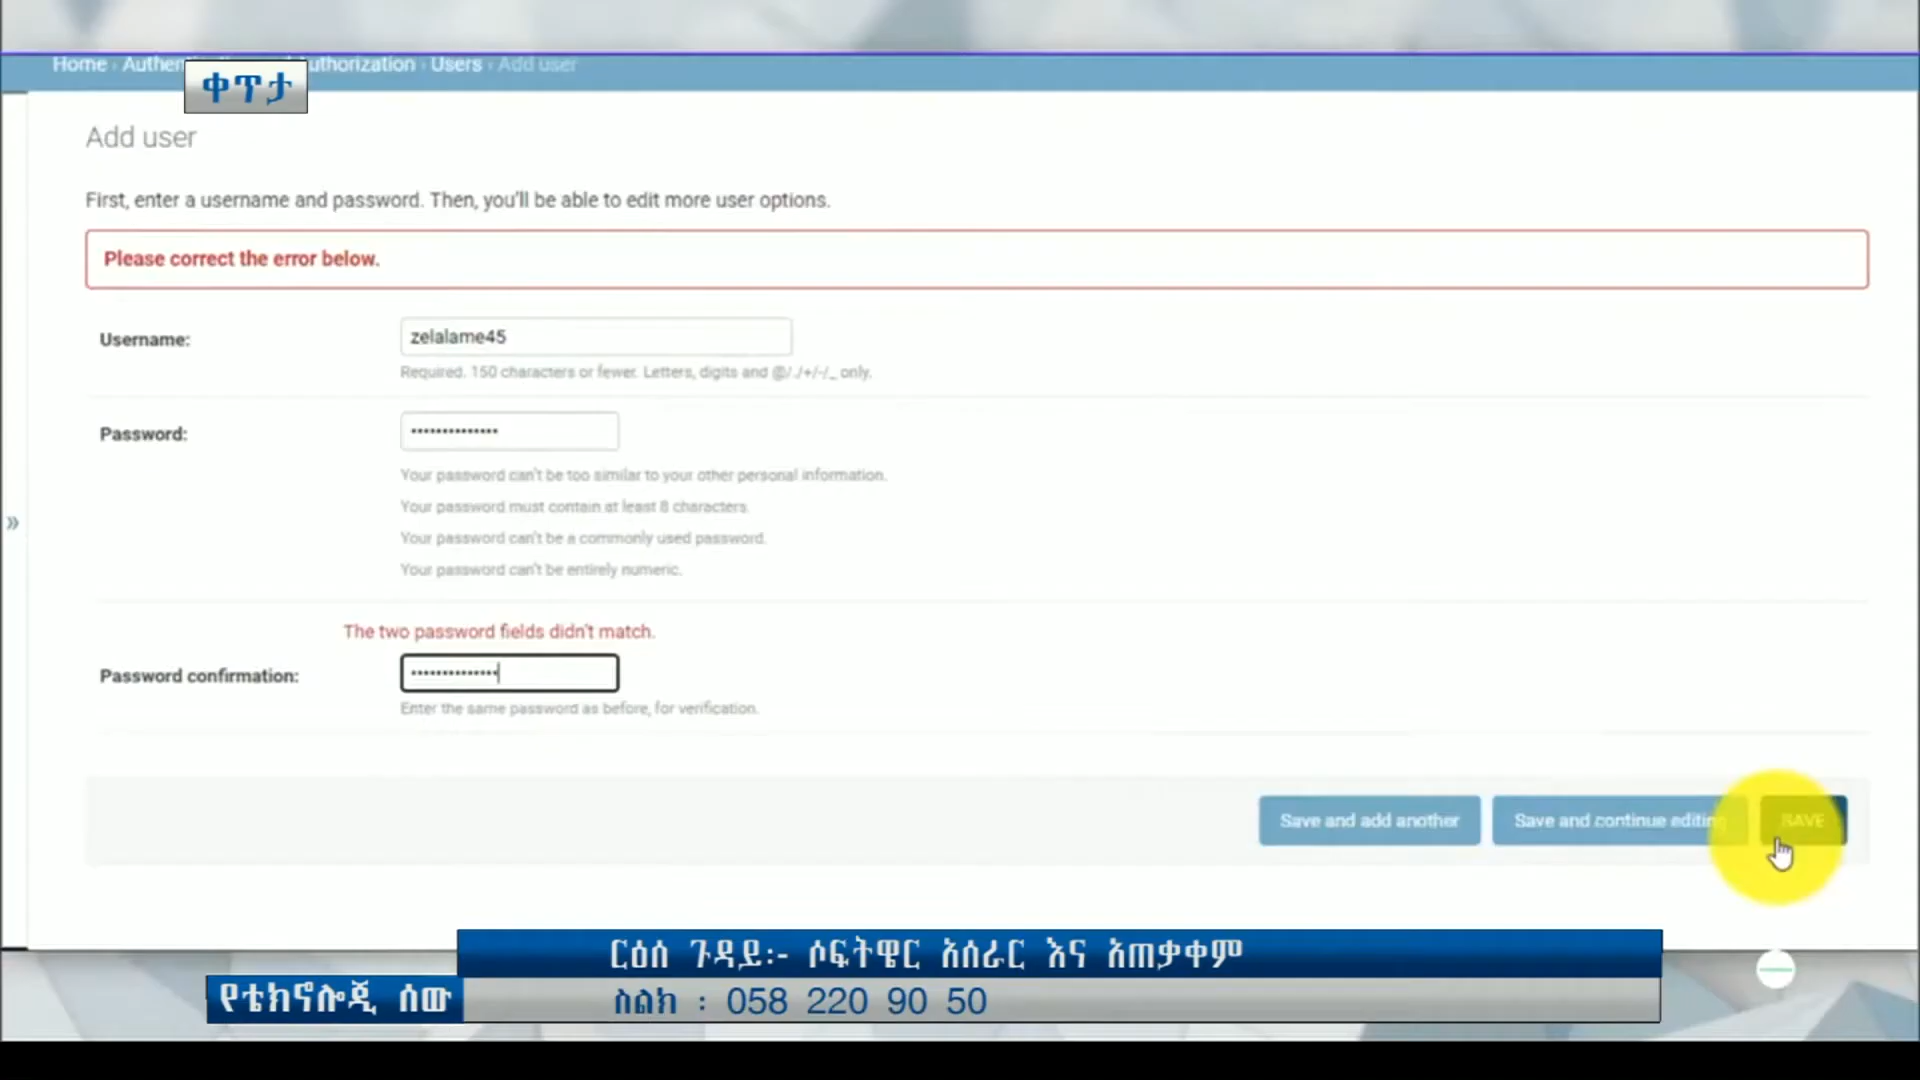 Home › Authen uthorization › Users › Add user
ቀጥታ
Add user
First, enter a username and password. Then, you'll be able to edit more user options.
Please correct the error below.
Username:
zelalame45
Required. 150 characters or fewer. Letters, digits and @/./+/-/_ only.
Password:
••••••••••••••
Your password can't be too similar to your other personal information.
Your password must contain at least 8 characters.
Your password can't be a commonly used password.
Your password can't be entirely numeric.
»
The two password fields didn't match.
Password confirmation:
••••••••••••••
Enter the same password as before, for verification.
Save and add another
Save and continue editing
SAVE
ርዕሰ ጉዳይ፡- ሶፍትዌር አሰራር እና አጠቃቀም
የቴክኖሎጂ ሰው
ስልክ : 058 220 90 50